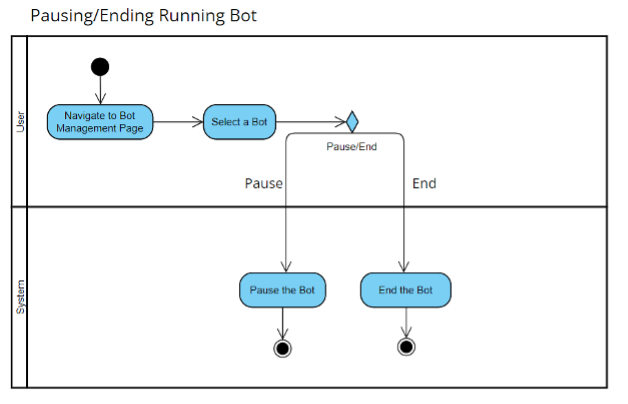 Pausing/Ending Running Bot
User
Navigate to Bot
Management Page
Select a Bot
Pause/End
Pause
End
System
Pause the Bot
End the Bot